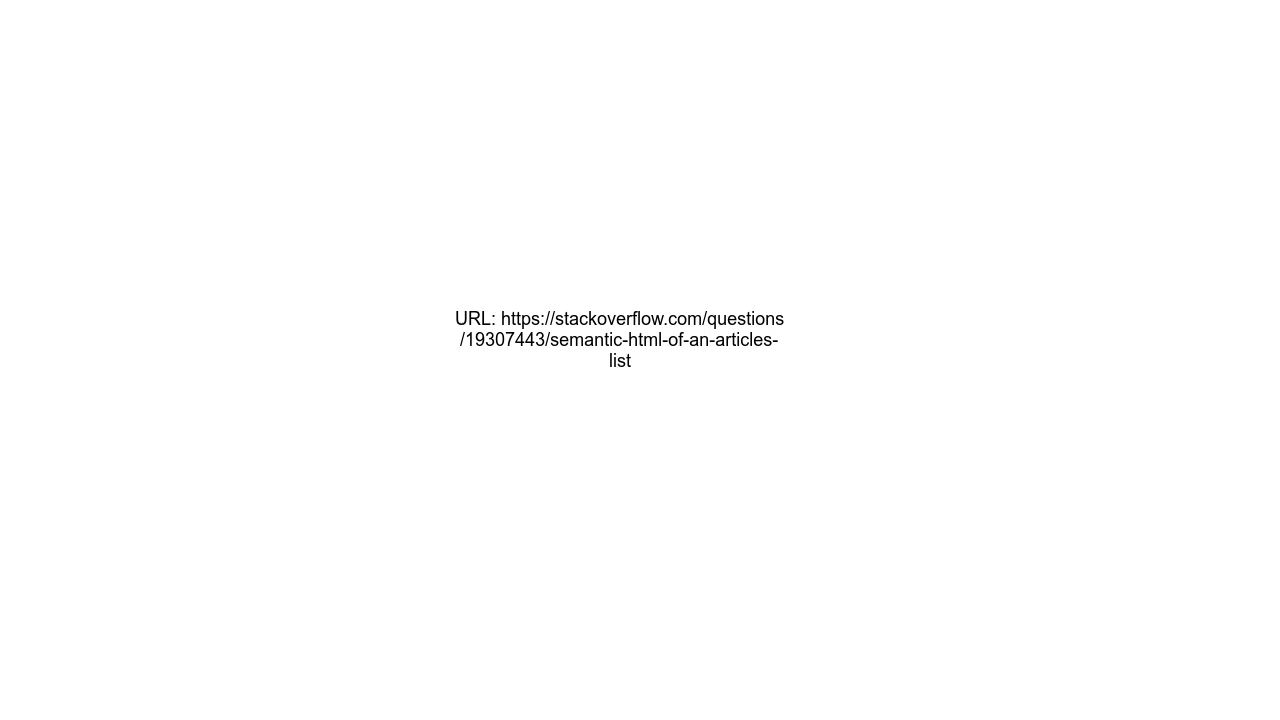 URL: https://stackoverflow.com/questions
/19307443/semantic-html-of-an-articles-
list